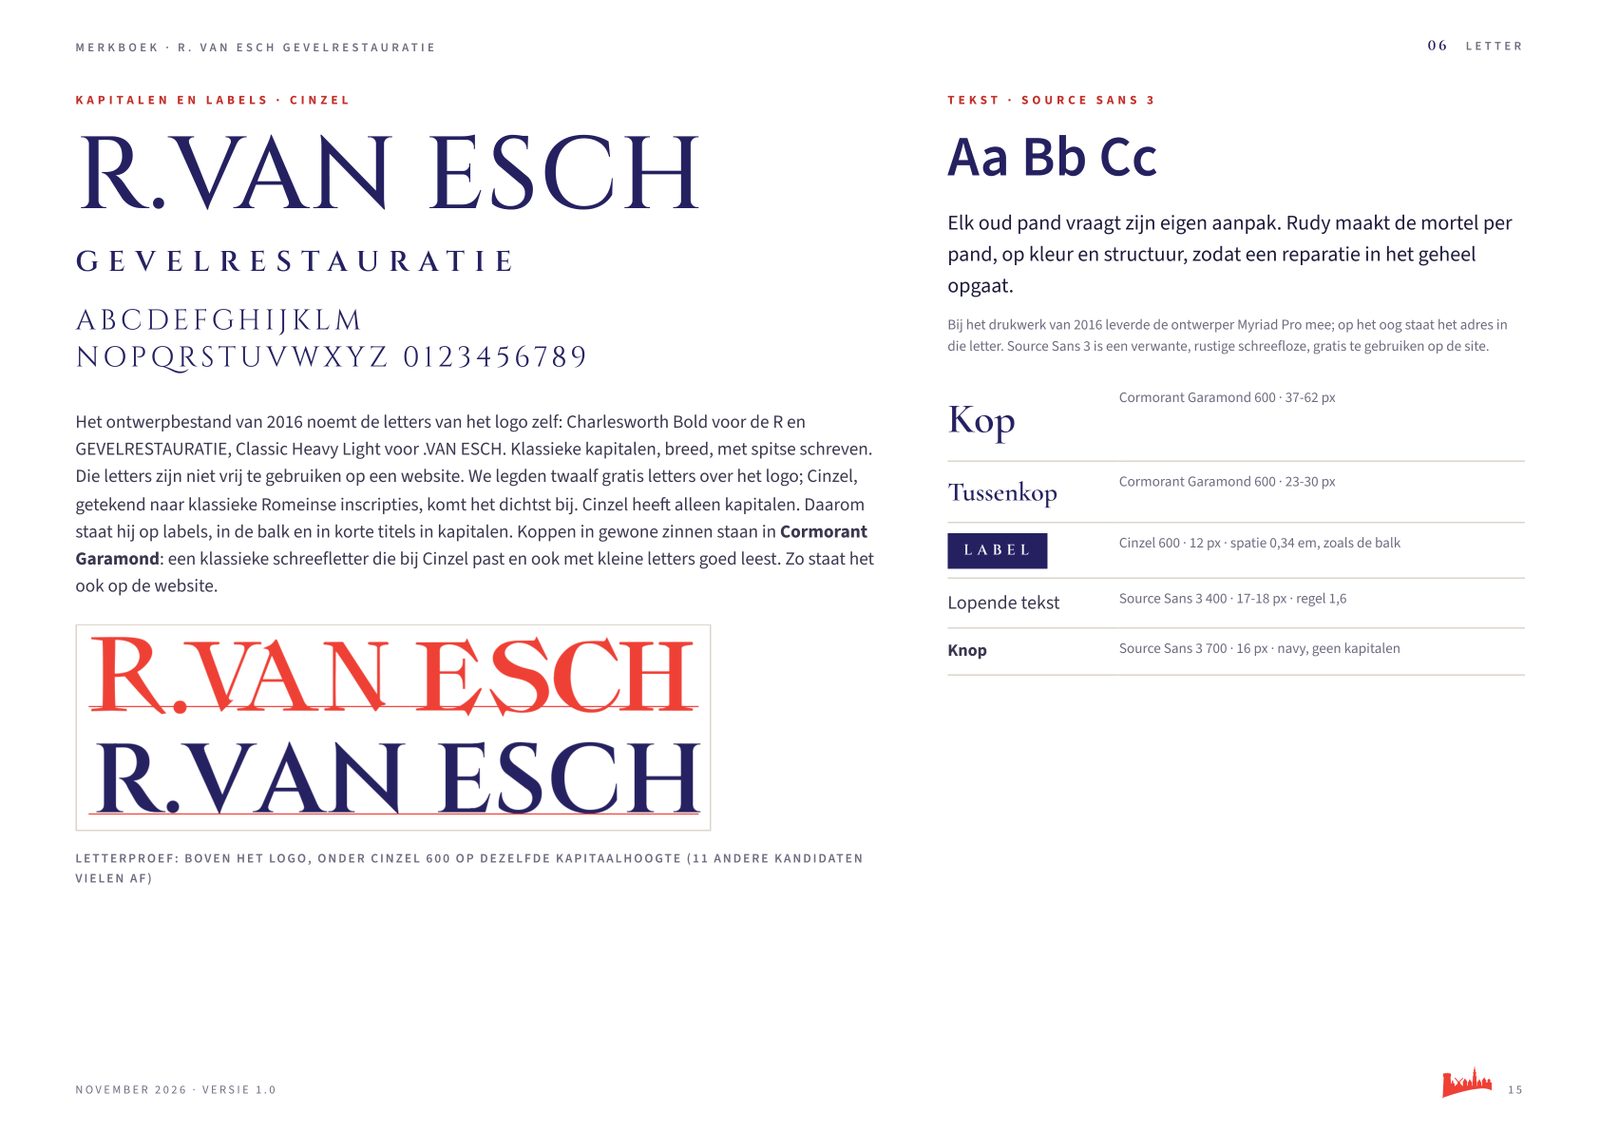 MERKBOEK · R. VAN ESCH GEVELRESTAURATIE
06 LETTER
KAPITALEN EN LABELS · CINZEL
R.VAN ESCH
GEVELRESTAURATIE
ABCDEFGHIJKLM
NOPQRSTUVWXYZ 0123456789
Het ontwerpbestand van 2016 noemt de letters van het logo zelf: Charlesworth Bold voor de R en
GEVELRESTAURATIE, Classic Heavy Light voor .VAN ESCH. Klassieke kapitalen, breed, met spitse schreven.
Die letters zijn niet vrij te gebruiken op een website. We legden twaalf gratis letters over het logo; Cinzel,
getekend naar klassieke Romeinse inscripties, komt het dichtst bij. Cinzel heeft alleen kapitalen. Daarom
staat hij op labels, in de balk en in korte titels in kapitalen. Koppen in gewone zinnen staan in Cormorant
Garamond: een klassieke schreefletter die bij Cinzel past en ook met kleine letters goed leest. Zo staat het
ook op de website.
R.VAN ESCH
R.VAN ESCH
LETTERPROEF: BOVEN HET LOGO, ONDER CINZEL 600 OP DEZELFDE KAPITAALHOOGTE (11 ANDERE KANDIDATEN
VIELEN AF)
TEKST · SOURCE SANS 3
Aa Bb Cc
Elk oud pand vraagt zijn eigen aanpak. Rudy maakt de mortel per
pand, op kleur en structuur, zodat een reparatie in het geheel
opgaat.
Bij het drukwerk van 2016 leverde de ontwerper Myriad Pro mee; op het oog staat het adres in
die letter. Source Sans 3 is een verwante, rustige schreefloze, gratis te gebruiken op de site.
Kop Cormorant Garamond 600 · 37-62 px
Tussenkop Cormorant Garamond 600 · 23-30 px
LABEL Cinzel 600 · 12 px · spatie 0,34 em, zoals de balk
Lopende tekst Source Sans 3 400 · 17-18 px · regel 1,6
Knop Source Sans 3 700 · 16 px · navy, geen kapitalen
NOVEMBER 2026 · VERSIE 1.0
15